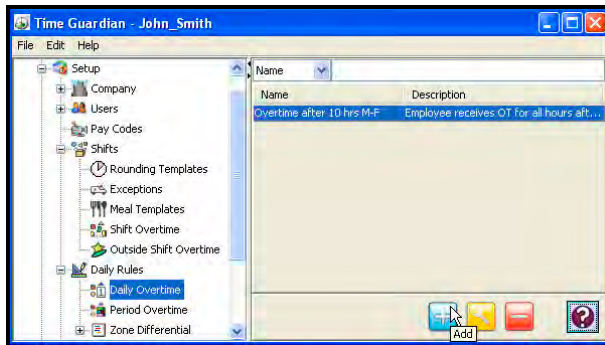 Time Guardian - John_Smith
File Edit Help
Setup
Company
Users
Pay Codes
Shifts
Rounding Templates
Exceptions
Meal Templates
Shift Overtime
Outside Shift Overtime
Daily Rules
Daily Overtime
Period Overtime
Zone Differential
Name
Name Description
Overtime after 10 hrs M-F Employee receives OT for all hours aft...
Add